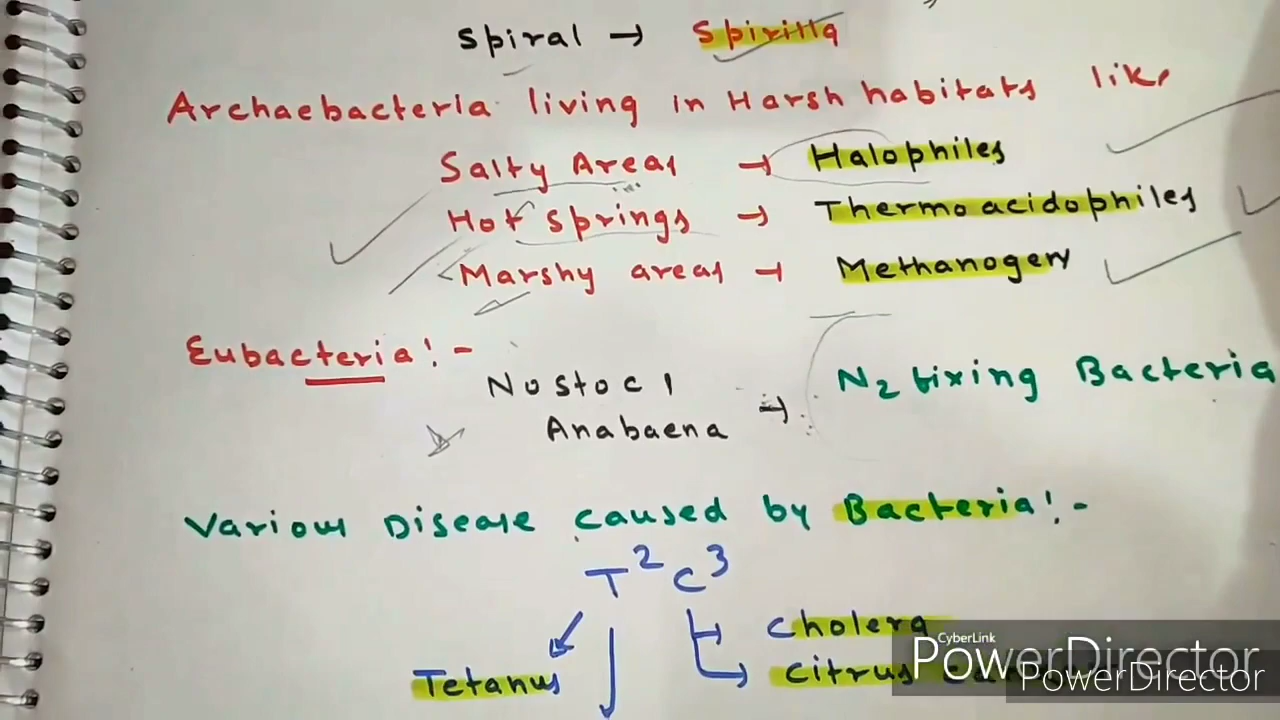 Spiral → Spirilla
Archaebacteria living in Harsh habitats like
Salty Areas → Halophiles
Hot Springs → Thermoacidophiles
Marshy areas → Methanogen
Eubacteria:-
Nostoc,
Anabaena → N2 fixing Bacteria
Various Disease caused by Bacteria:-
T² C³
Cholera
Tetanus
Citrus
CyberLink
PowerDirector
PowerDirector